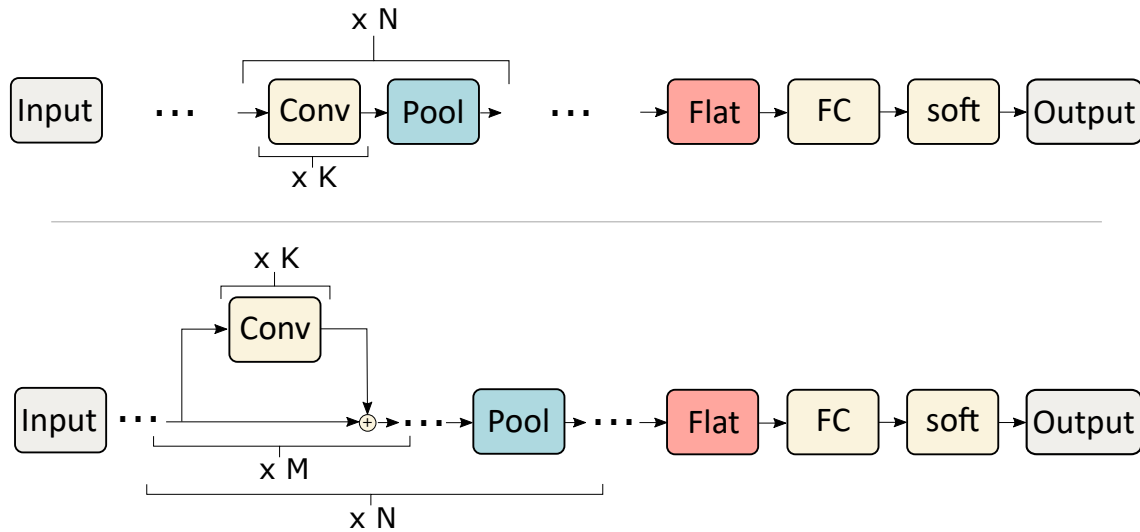 x N
Input ... Conv Pool ... Flat FC soft Output
x K
x K
Conv
Input ... + ... Pool ... Flat FC soft Output
x M
x N